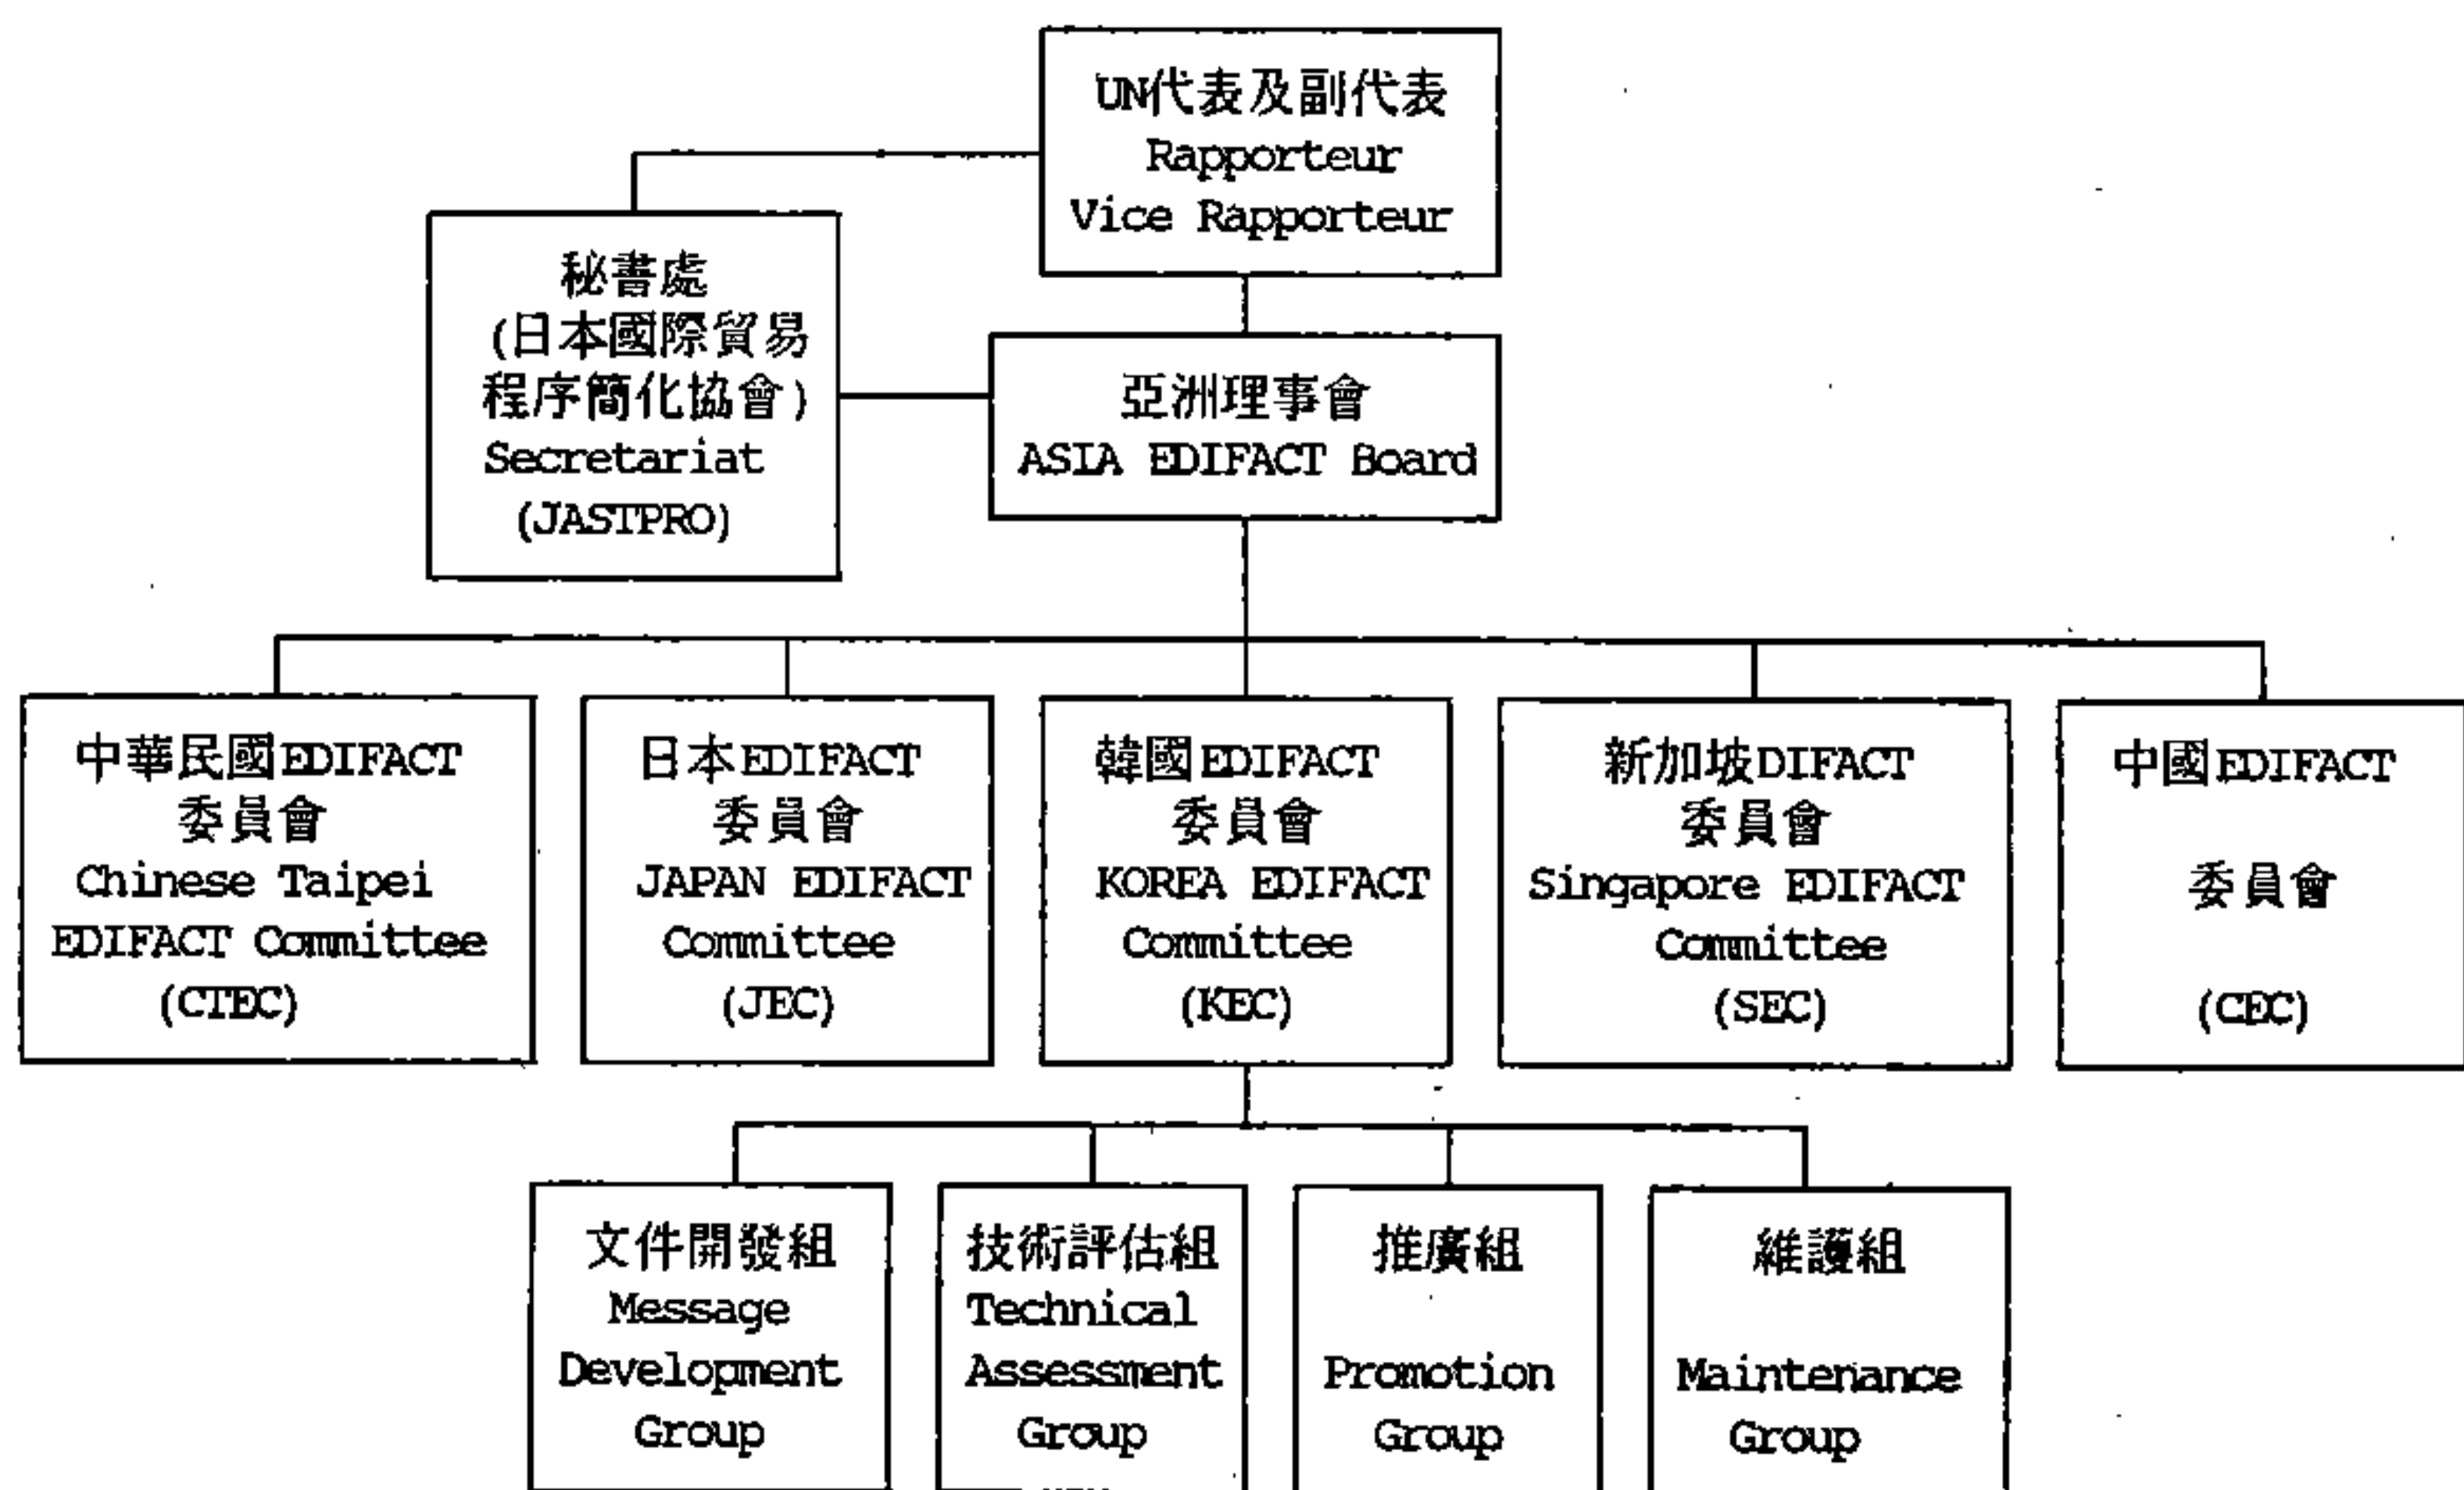 UN代表及副代表
Rapporteur
Vice Rapporteur
秘書處
(日本國際貿易
程序簡化協會)
Secretariat
(JASTPRO)
亞洲理事會
ASIA EDIFACT Board
中華民國EDIFACT
委員會
Chinese Taipei
EDIFACT Committee
(CTEC)
日本EDIFACT
委員會
JAPAN EDIFACT
Committee
(JEC)
韓國EDIFACT
委員會
KOREA EDIFACT
Committee
(KEC)
新加坡DIFACT
委員會
Singapore EDIFACT
Committee
(SEC)
中國EDIFACT
委員會
(CEC)
文件開發組
Message
Development
Group
技術評估組
Technical
Assessment
Group
推廣組
Promotion
Group
維護組
Maintenance
Group